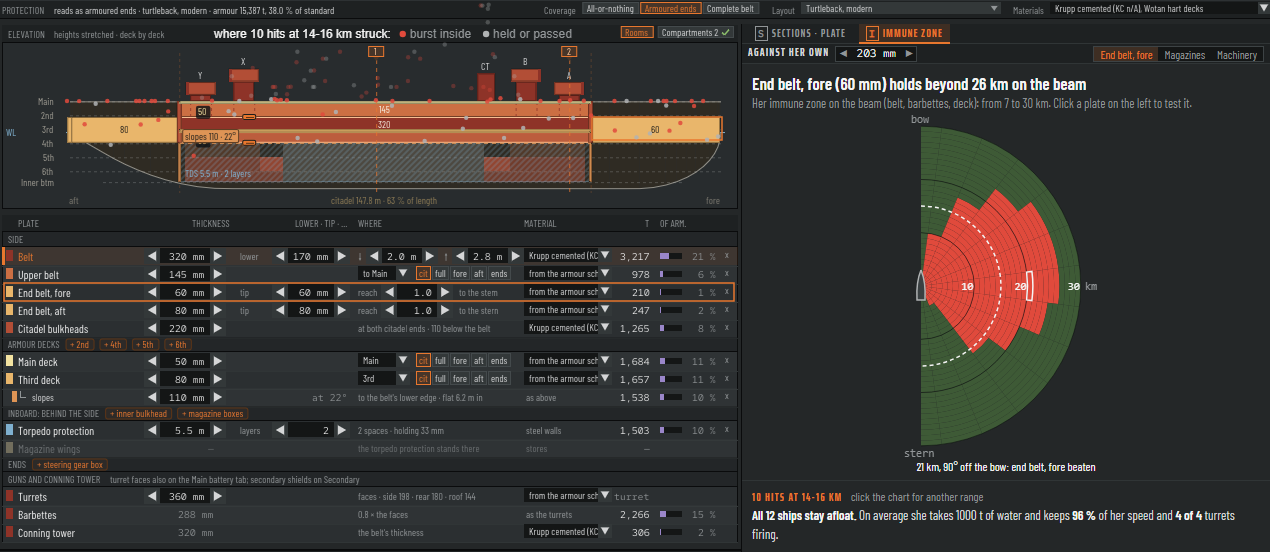 PROTECTION reads as armoured ends · turtleback, modern · armour 15,387 t, 38.0 % of standard Coverage All-or-nothing Armoured ends Complete belt Layout Turtleback, modern Materials Krupp cemented (KC n/A), Wotan hart decks
ELEVATION heights stretched · deck by deck where 10 hits at 14-16 km struck: burst inside held or passed Rooms Compartments 2 ✓
1 2
X CT B
Y A
Main
2nd 50 145
WL 3rd 80 320 60
4th slopes 110 · 22°
5th
6th TDS 5.5 m · 2 layers
Inner btm
aft citadel 147.8 m · 63 % of length fore
PLATE THICKNESS LOWER · TIP · ... WHERE MATERIAL T OF ARM.
SIDE
Belt 320 mm lower 170 mm ↓ 2.0 m ↑ 2.8 m Krupp cemented (KC 3,217 21 % x
Upper belt 145 mm to Main cit full fore aft ends from the armour sch 978 6 % x
End belt, fore 60 mm tip 60 mm reach 1.0 to the stern from the armour sch 210 1 % x
End belt, aft 80 mm tip 80 mm reach 1.0 to the stern from the armour sch 247 2 % x
Citadel bulkheads 220 mm at both citadel ends · 110 below the belt Krupp cemented (KC 1,265 8 % x
ARMOUR DECKS + 2nd + 4th + 5th + 6th
Main deck 50 mm Main cit full fore aft ends from the armour sch 1,684 11 % x
Third deck 80 mm 3rd cit full fore aft ends from the armour sch 1,657 11 % x
slopes 110 mm at 22° to the belt's lower edge · flat 6.2 m in as above 1,538 10 % x
INBOARD: BEHIND THE SIDE + inner bulkhead + magazine boxes
Torpedo protection 5.5 m layers 2 2 spaces · holding 33 mm steel walls 1,503 10 % x
Magazine wings — the torpedo protection stands there stores —
ENDS + steering gear box
GUNS AND CONNING TOWER turret faces also on the Main battery tab; secondary shields on Secondary
Turrets 360 mm faces · side 198 · rear 180 · roof 144 from the armour sch turret
Barbettes 288 mm 0.8 × the faces as the turrets 2,266 15 %
Conning tower 320 mm the belt's thickness Krupp cemented (KC 306 2 %
S SECTIONS · PLATE I IMMUNE ZONE
AGAINST HER OWN 203 mm End belt, fore Magazines Machinery
End belt, fore (60 mm) holds beyond 26 km on the beam
Her immune zone on the beam (belt, barbettes, deck): from 7 to 30 km. Click a plate on the left to test it.
bow
10 20 30 km
stern
21 km, 90° off the bow: end belt, fore beaten
10 HITS AT 14-16 KM click the chart for another range
All 12 ships stay afloat. On average she takes 1000 t of water and keeps 96 % of her speed and 4 of 4 turrets
firing.